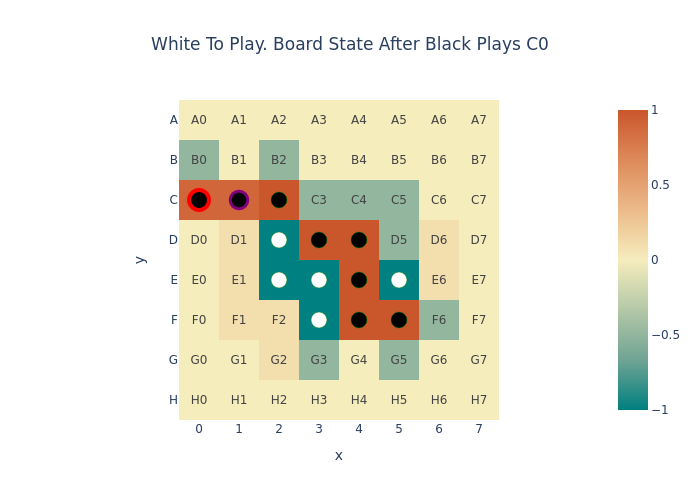 White To Play. Board State After Black Plays C0
A A0 A1 A2 A3 A4 A5 A6 A7
B B0 B1 B2 B3 B4 B5 B6 B7
C C3 C4 C5 C6 C7
D D0 D1 D5 D6 D7
E E0 E1 E6 E7
F F0 F1 F2 F6 F7
G G0 G1 G2 G3 G4 G5 G6 G7
H H0 H1 H2 H3 H4 H5 H6 H7
0 1 2 3 4 5 6 7
x
y
1
0.5
0
−0.5
−1